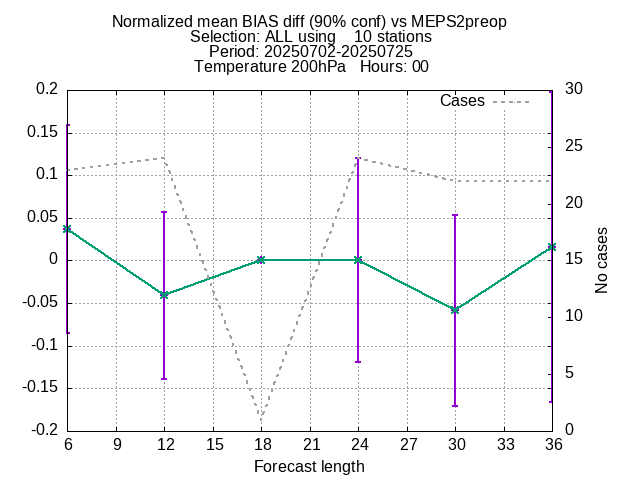 Normalized mean BIAS diff (90% conf) vs MEPS2preop
Selection: ALL using    10 stations
Period: 20250702-20250725
Temperature 200hPa   Hours: 00
Cases
0.2
0.15
0.1
0.05
0
-0.05
-0.1
-0.15
-0.2
30
25
20
15
10
5
0
No cases
6 9 12 15 18 21 24 27 30 33 36
Forecast length